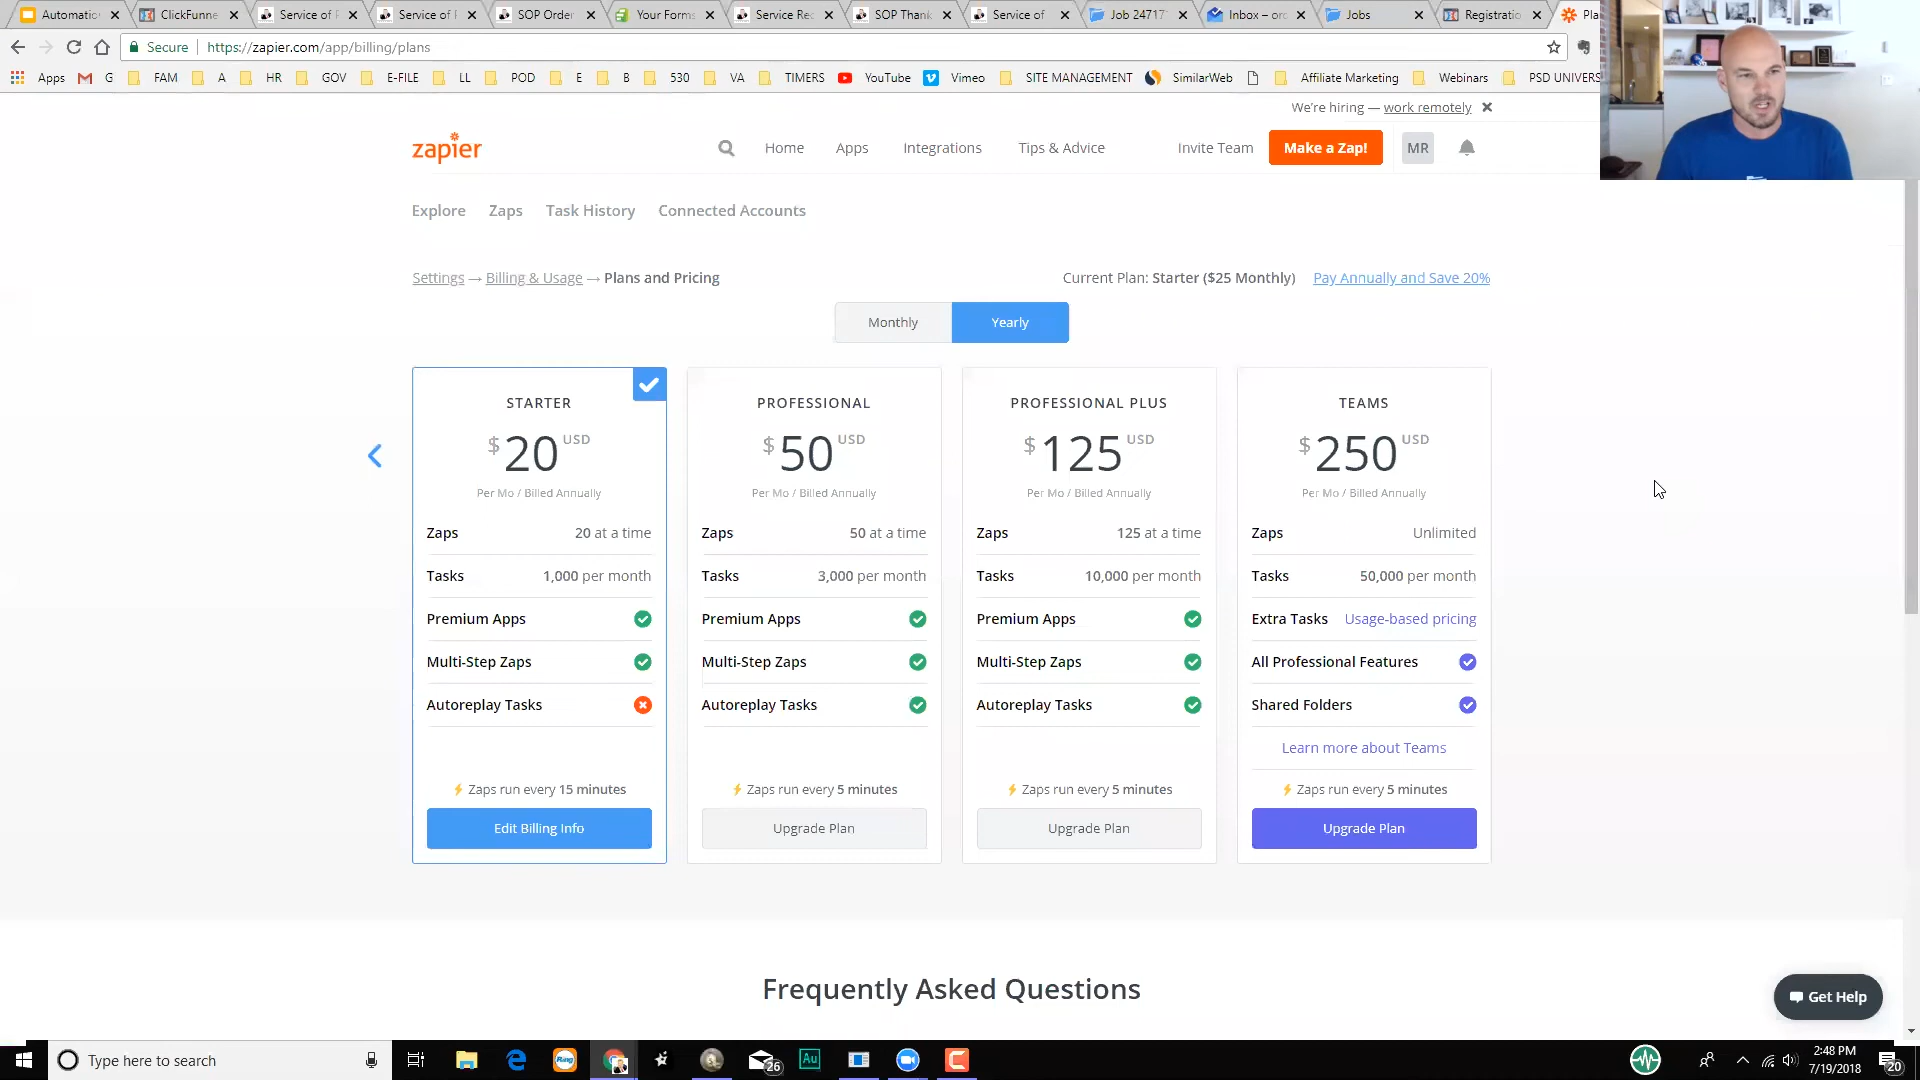 Automatio
ClickFunne
Service of P
Service of P
SOP Order
Your Forms
Service Rec
SOP Thank
Service of
Job 24717
Inbox – orc
Jobs
Registratio
Pla
Secure
https://zapier.com/app/billing/plans
Apps
G
FAM
A
HR
GOV
E-FILE
LL
POD
E
B
530
VA
TIMERS
YouTube
Vimeo
SITE MANAGEMENT
SimilarWeb
Affiliate Marketing
Webinars
PSD UNIVERS
We're hiring — work remotely
zapier
Home
Apps
Integrations
Tips & Advice
Invite Team
Make a Zap!
MR
Explore
Zaps
Task History
Connected Accounts
Settings → Billing & Usage → Plans and Pricing
Current Plan: Starter ($25 Monthly)
Pay Annually and Save 20%
Monthly
Yearly
STARTER
$ 20 USD
Per Mo / Billed Annually
Zaps 20 at a time
Tasks 1,000 per month
Premium Apps
Multi-Step Zaps
Autoreplay Tasks
Zaps run every 15 minutes
Edit Billing Info
PROFESSIONAL
$ 50 USD
Per Mo / Billed Annually
Zaps 50 at a time
Tasks 3,000 per month
Premium Apps
Multi-Step Zaps
Autoreplay Tasks
Zaps run every 5 minutes
Upgrade Plan
PROFESSIONAL PLUS
$ 125 USD
Per Mo / Billed Annually
Zaps 125 at a time
Tasks 10,000 per month
Premium Apps
Multi-Step Zaps
Autoreplay Tasks
Zaps run every 5 minutes
Upgrade Plan
TEAMS
$ 250 USD
Per Mo / Billed Annually
Zaps Unlimited
Tasks 50,000 per month
Extra Tasks Usage-based pricing
All Professional Features
Shared Folders
Learn more about Teams
Zaps run every 5 minutes
Upgrade Plan
Frequently Asked Questions
Get Help
Type here to search
Ring
26
Au
2:48 PM
7/19/2018
20